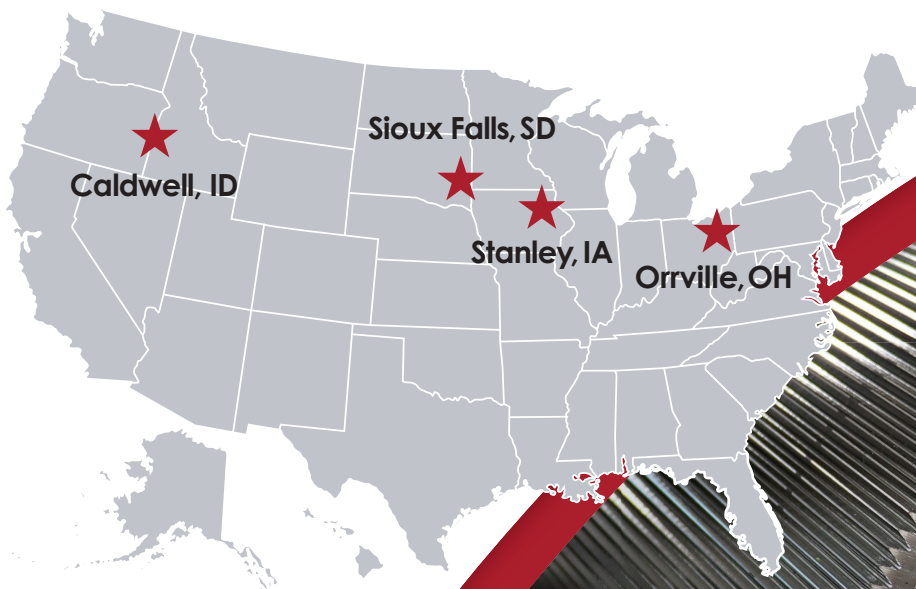 Sioux Falls, SD
Caldwell, ID
Stanley, IA
Orrville, OH